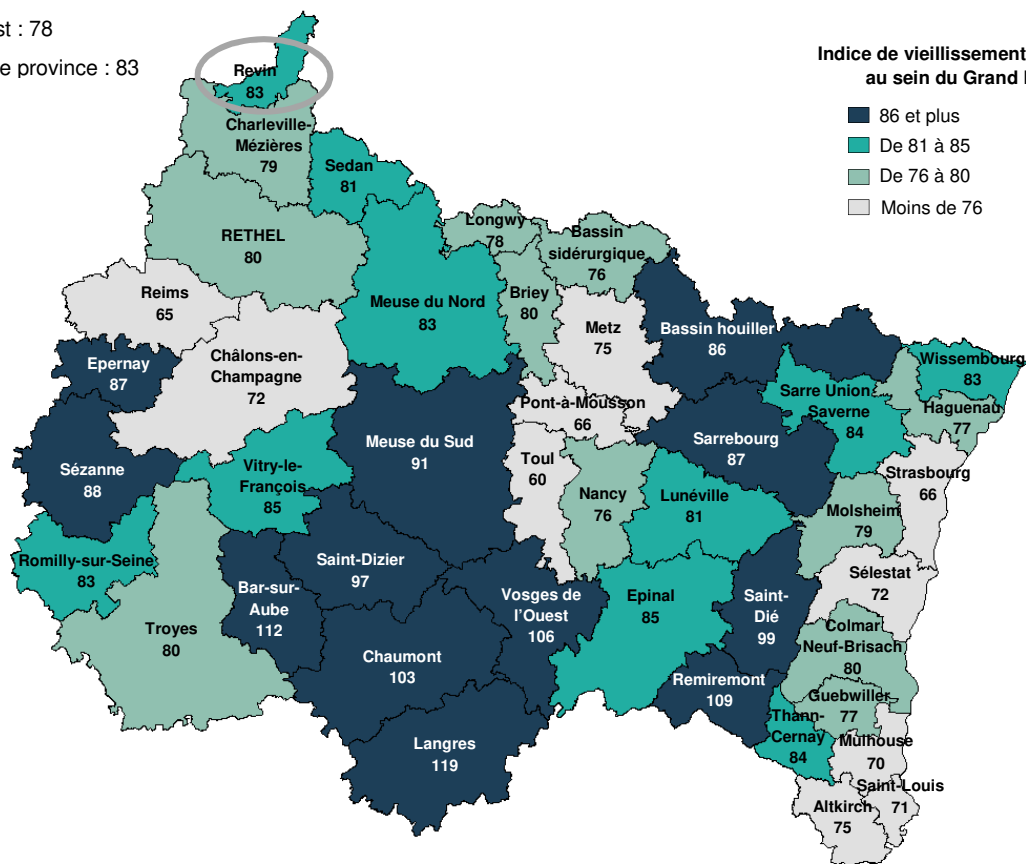 st : 78
e province : 83
Indice de vieillissement
au sein du Grand
86 et plus
De 81 à 85
De 76 à 80
Moins de 76
Revin
83
Charleville-
Mézières
79
Sedan
81
RETHEL
80
Longwy
78
Bassin
sidérurgique
76
Reims
65
Meuse du Nord
83
Briey
80
Metz
75
Bassin houiller
86
Epernay
87
Châlons-en-
Champagne
72
Wissembourg
83
Sarre Union
Saverne
84
Haguenau
77
Pont-à-Mousson
66
Meuse du Sud
91
Sarrebourg
87
Sézanne
88
Vitry-le-
François
85
Toul
60
Nancy
76
Lunéville
81
Strasbourg
66
Molsheim
79
Romilly-sur-Seine
83
Saint-Dizier
97
Bar-sur-
Aube
112
Vosges de
l'Ouest
106
Epinal
85
Saint-
Dié
99
Sélestat
72
Troyes
80
Chaumont
103
Colmar
Neuf-Brisach
80
Remiremont
109
Guebwiller
77
Thann-
Cernay
84
Langres
119
Mulhouse
70
Saint-Louis
71
Altkirch
75